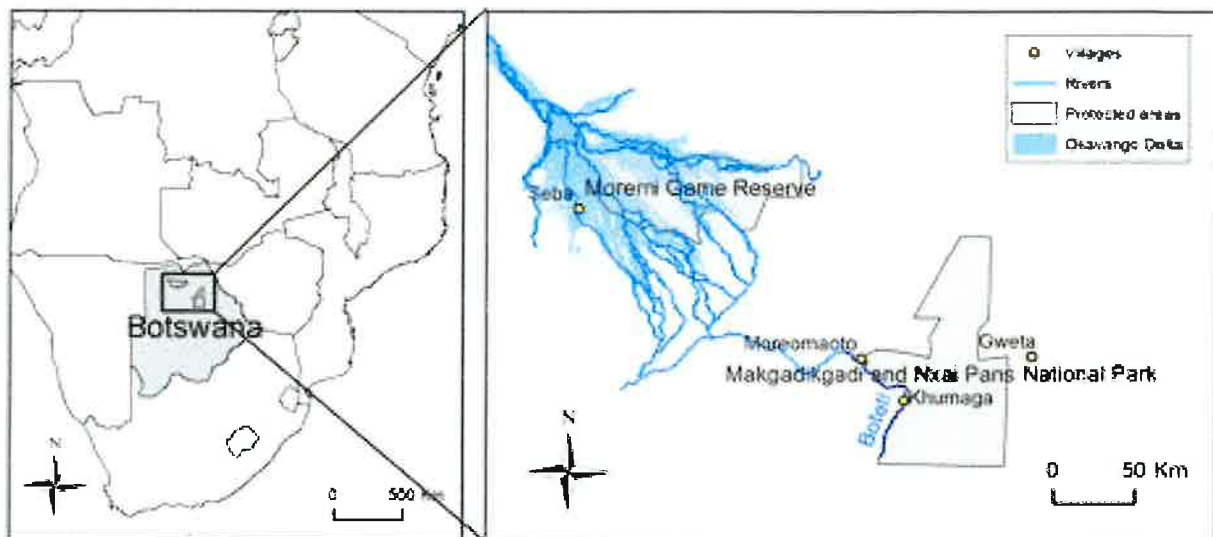 Botswana
N
0 500 Km
Villages
Rivers
Protected areas
Okavango Delta
Seba
Moremi Game Reserve
Moreomaoto
Gweta
Makgadikgadi and Nxai Pans National Park
Khumaga
Boteti
N
0 50 Km